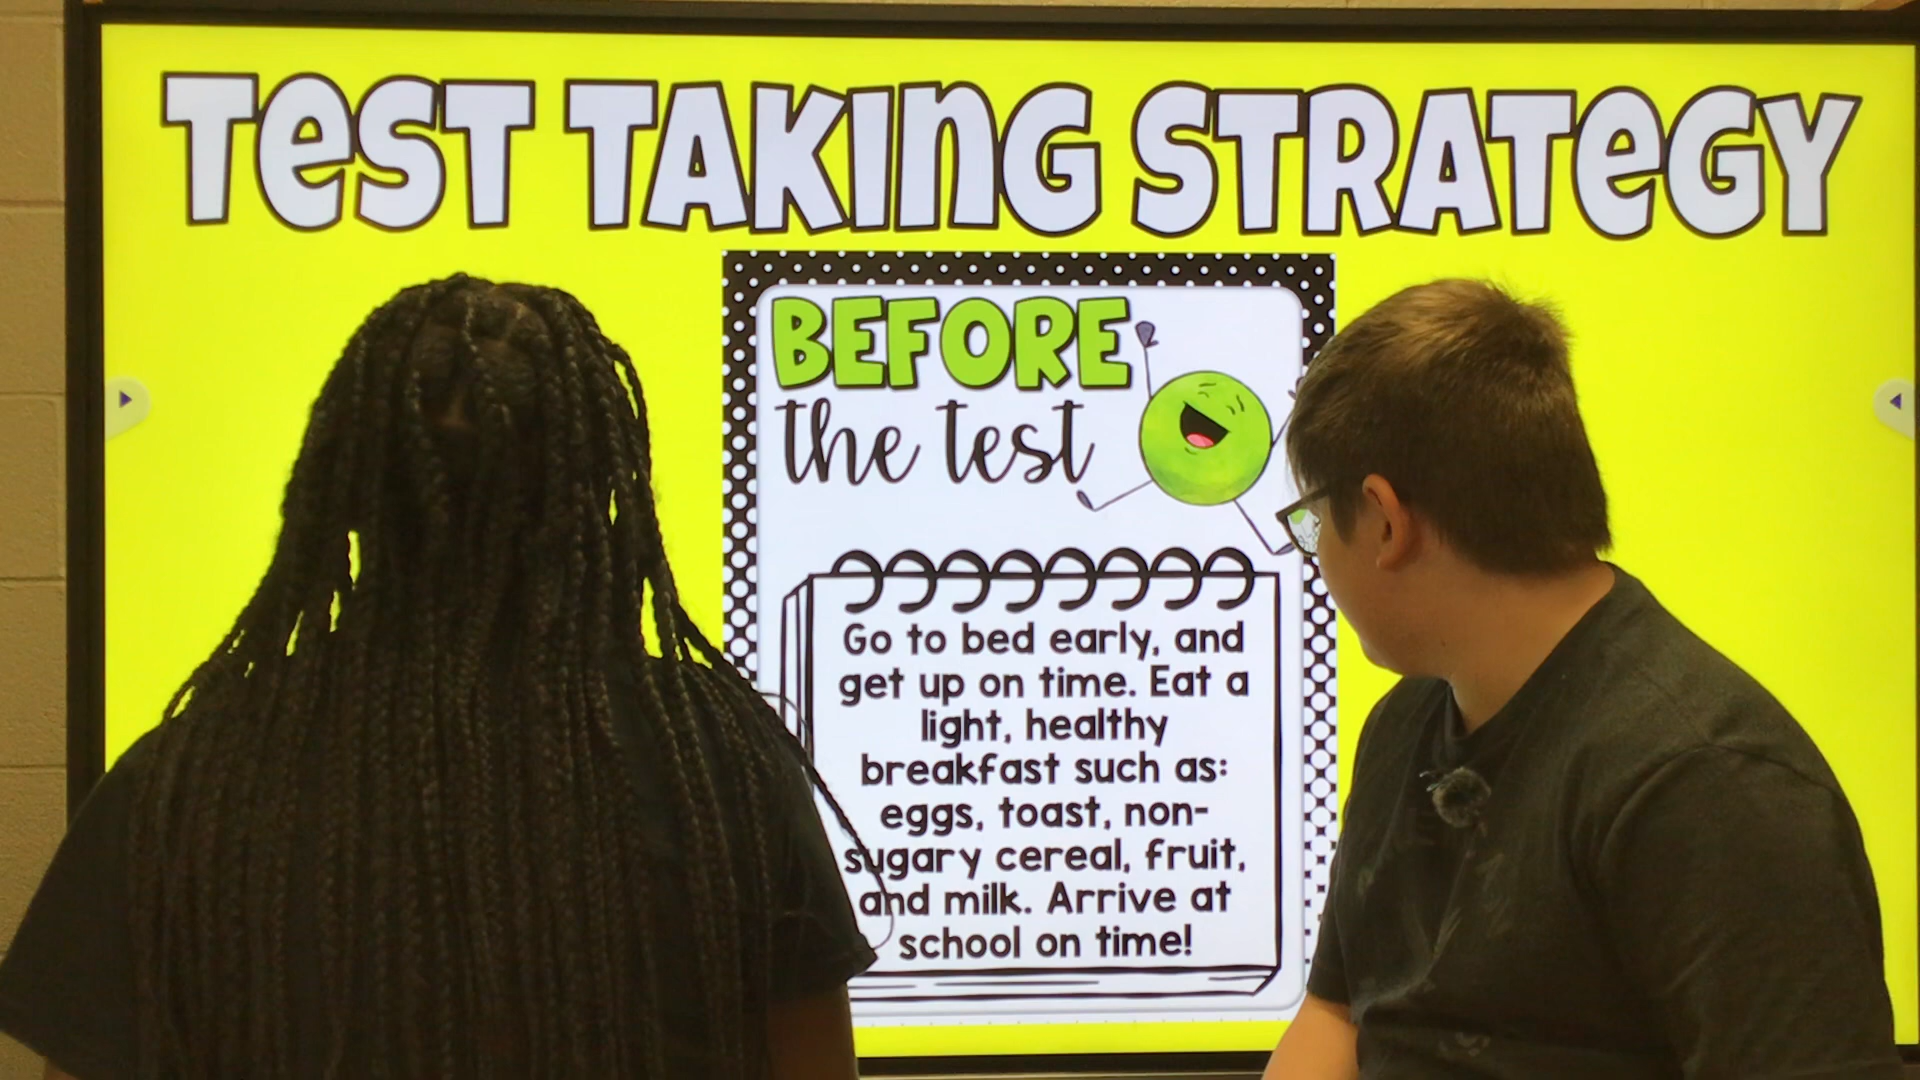 TeST TAKING STRATeGY
BEFORE
the test
Go to bed early, and
get up on time. Eat a
light, healthy
breakfast such as:
eggs, toast, non-
sugary cereal, fruit,
and milk. Arrive at
school on time!